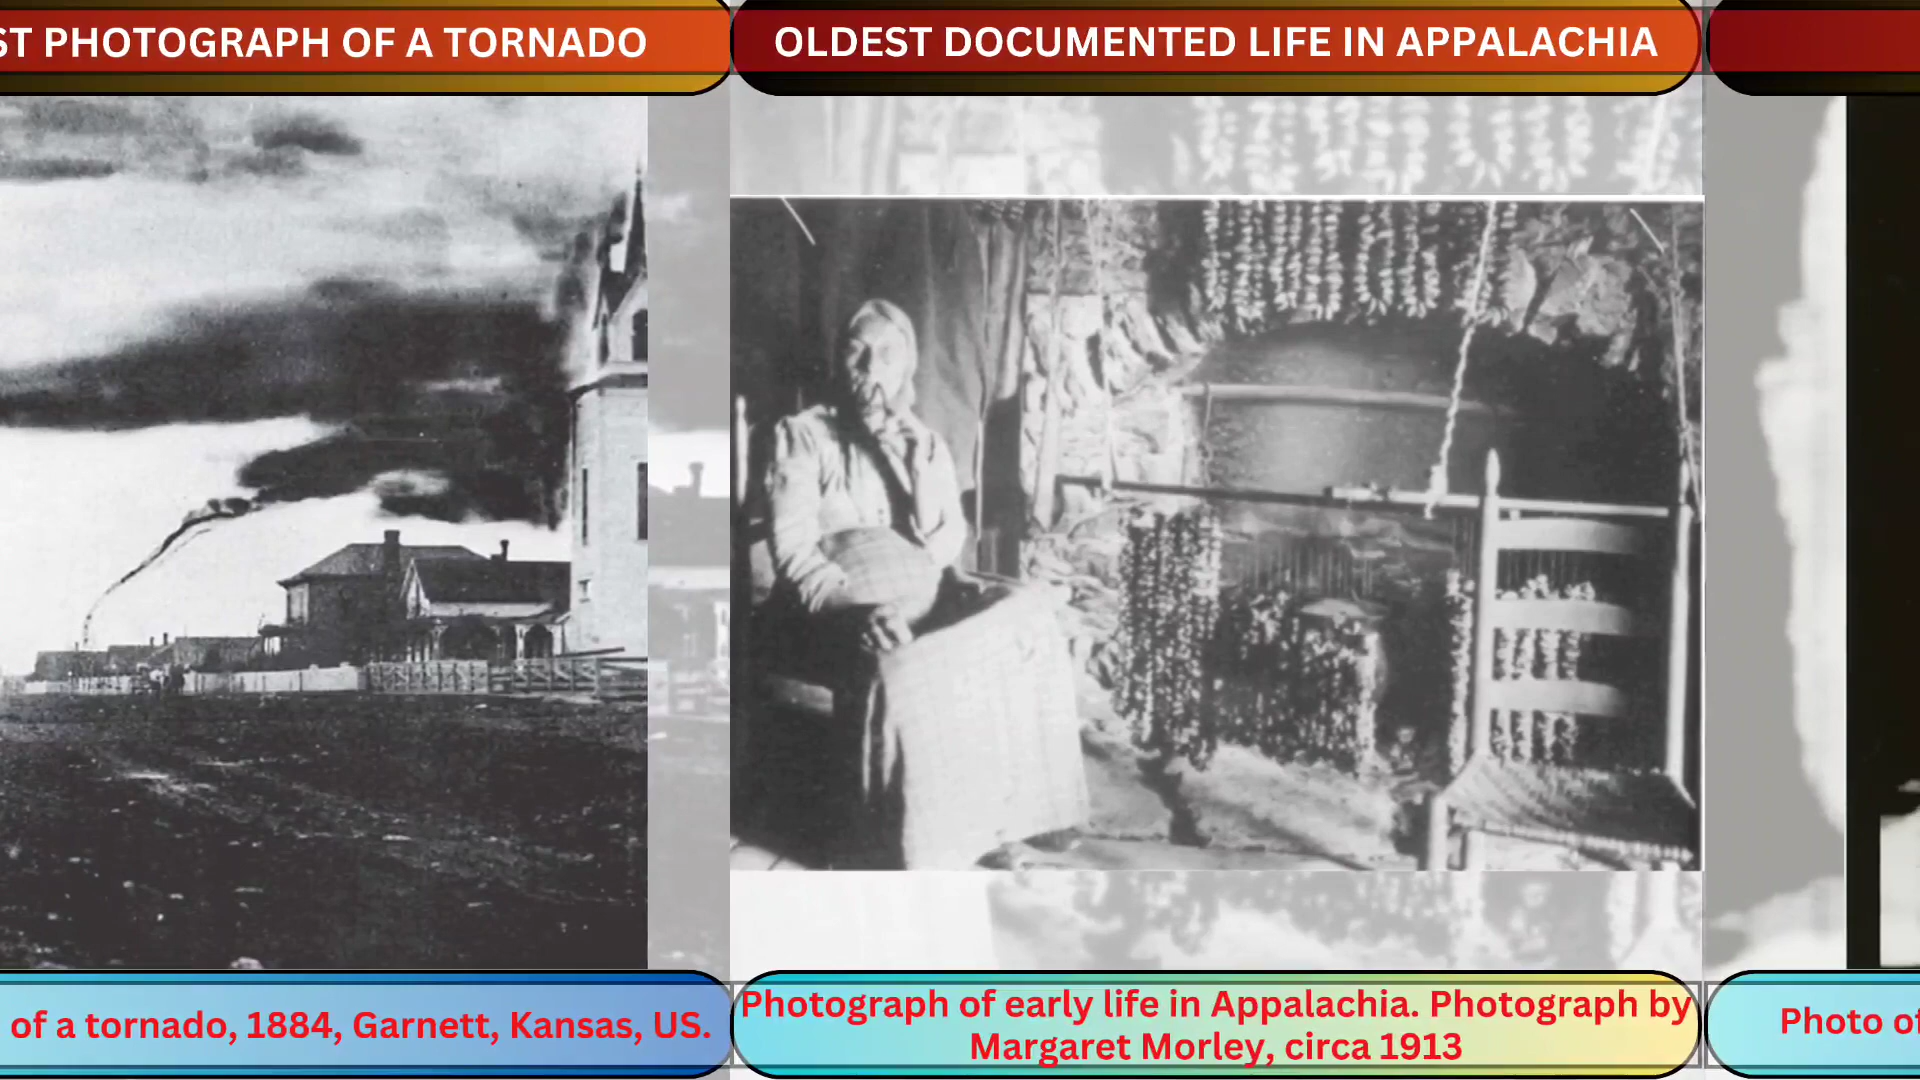 ST PHOTOGRAPH OF A TORNADO
OLDEST DOCUMENTED LIFE IN APPALACHIA
of a tornado, 1884, Garnett, Kansas, US.
Photograph of early life in Appalachia. Photograph by
Margaret Morley, circa 1913
Photo of